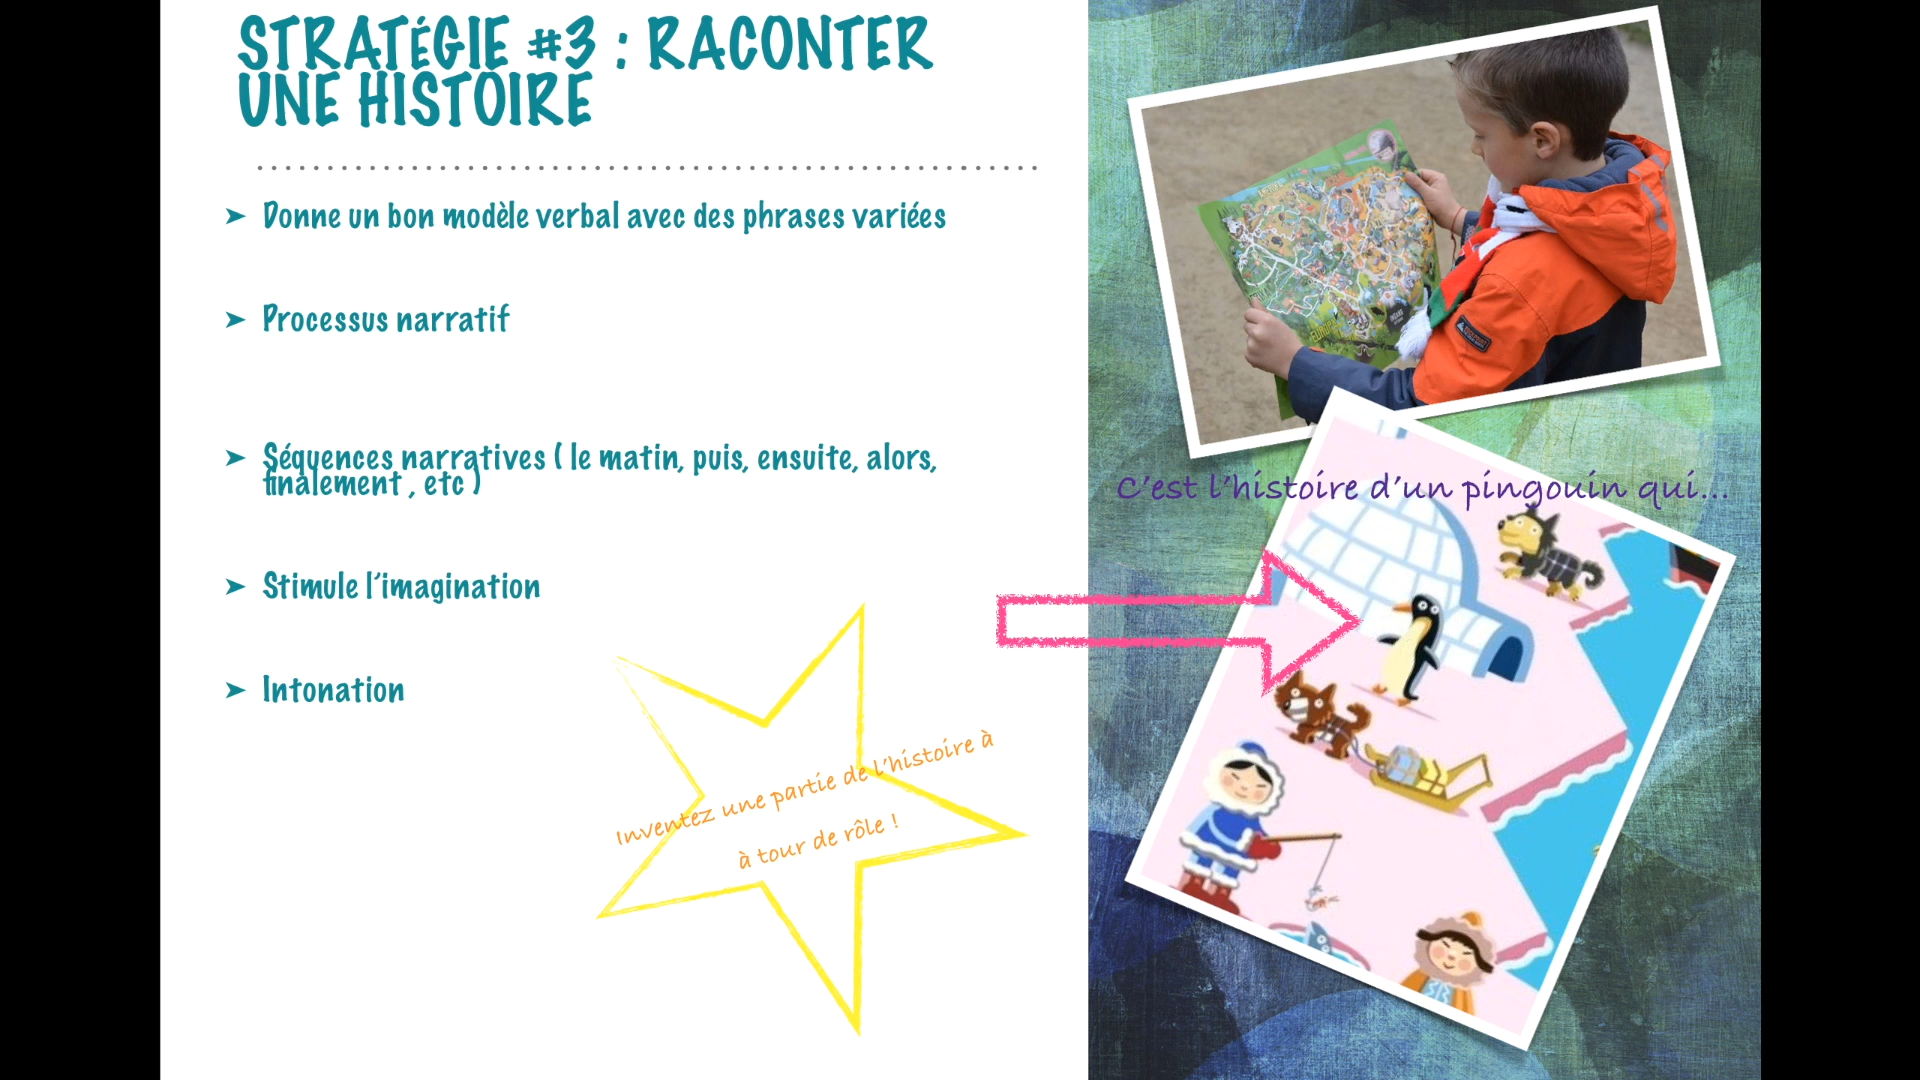 STRATÉGIE #3 : RACONTER
UNE HISTOIRE
➤ Donne un bon modèle verbal avec des phrases variées
➤ Processus narratif
➤ Séquences narratives ( le matin, puis, ensuite, alors,
finalement , etc )
➤ Stimule l'imagination
➤ Intonation
Inventez une partie de l'histoire à
à tour de rôle !
C'est l'histoire d'un pingouin qui...